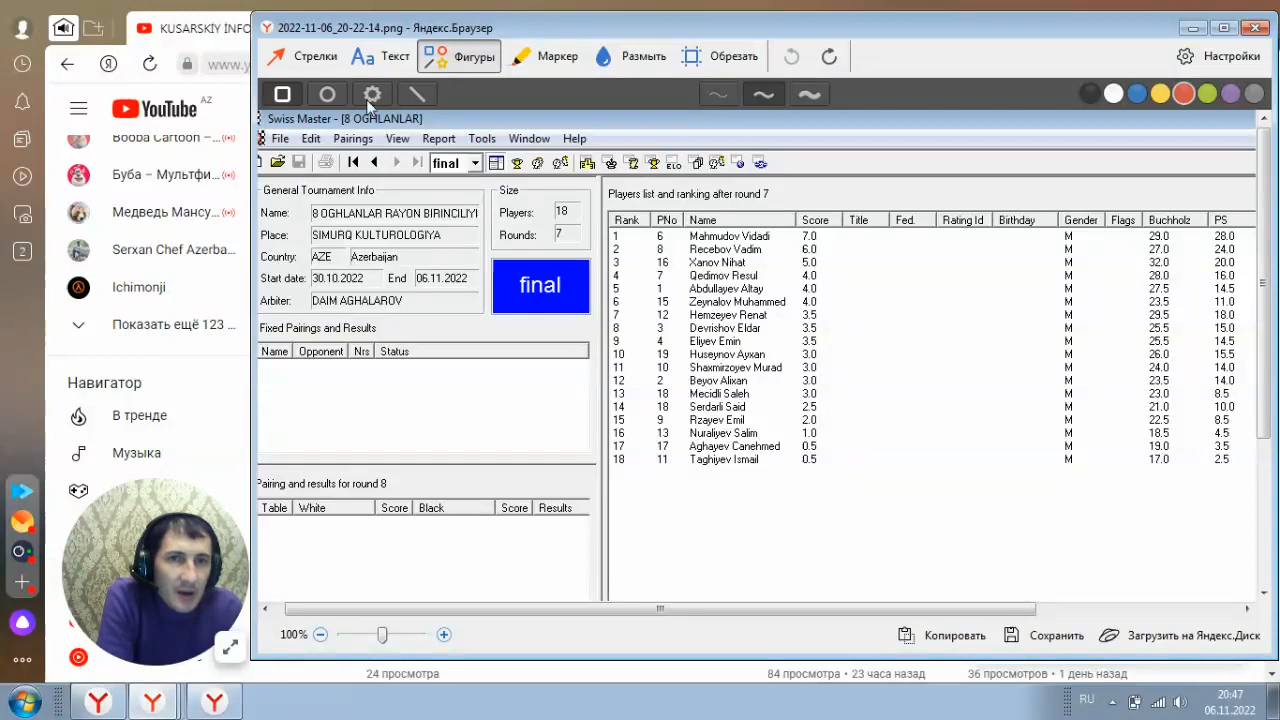 KUSARSKİY İNFO
2022-11-06_20-22-14.png - Яндекс.Браузер
Стрелки Текст Фигуры Маркер Размыть Обрезать Настройки
www.y
YouTube AZ
Booba Cartoon –...
Буба – Мультфи...
Медведь Мансу...
Serxan Chef Azerba...
Ichimonji
Показать ещё 123 ...
Навигатор
В тренде
Музыка
Swiss Master - [8 OGHLANLAR]
File Edit Pairings View Report Tools Window Help
final
General Tournament Info
Name: 8 OGHLANLAR RAYON BIRINCILIYI
Place: SIMURQ KULTUROLOGIYA
Country: AZE Azerbaijan
Start date: 30.10.2022 End 06.11.2022
Arbiter: DAIM AGHALAROV
Size
Players: 18
Rounds: 7
final
Fixed Pairings and Results
Name Opponent Nrs Status
Pairing and results for round 8
Table White Score Black Score Results
Players list and ranking after round 7
Rank PNo Name Score Title Fed. Rating Id Birthday Gender Flags Buchholz PS
1 6 Mahmudov Vidadi 7.0 M 29.0 28.0
2 8 Recebov Vadim 6.0 M 27.0 24.0
3 16 Xanov Nihat 5.0 M 32.0 20.0
4 7 Qedimov Resul 4.0 M 28.0 16.0
5 1 Abdullayev Altay 4.0 M 27.5 14.5
6 15 Zeynalov Muhammed 4.0 M 23.5 11.0
7 12 Hemzeyev Renat 3.5 M 29.5 18.0
8 3 Devrishov Eldar 3.5 M 25.5 15.0
9 4 Eliyev Emin 3.5 M 25.5 14.0
10 19 Huseynov Ayxan 3.0 M 26.0 15.5
11 10 Shaxmirzoyev Murad 3.0 M 24.0 14.0
12 2 Beyov Alixan 3.0 M 23.5 14.0
13 18 Mecidli Saleh 3.0 M 23.0 8.5
14 18 Serdarli Said 2.5 M 21.0 10.0
15 9 Rzayev Emil 2.0 M 22.5 8.5
16 13 Nuraliyev Salim 1.0 M 18.5 4.5
17 17 Aghayev Canehmed 0.5 M 19.0 3.5
18 11 Taghiyev Ismail 0.5 M 17.0 2.5
100% Копировать Сохранить Загрузить на Яндекс.Диск
24 просмотра 84 просмотра • 23 часа назад 36 просмотров • 1 день назад
2
RU 20:47
06.11.2022